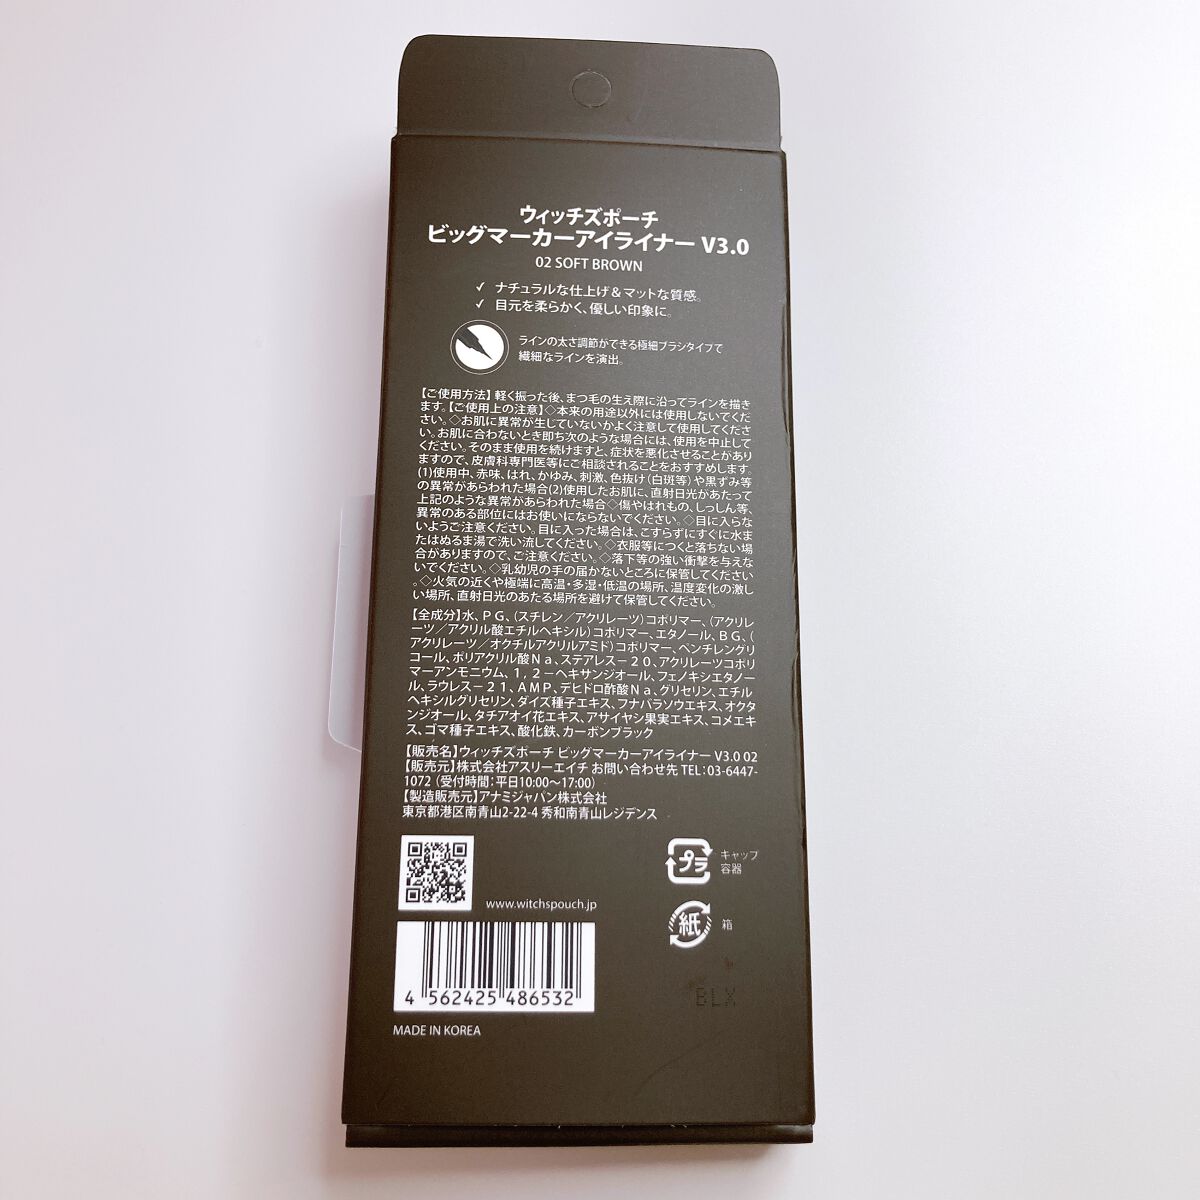 ウィッチズポーチ
ビッグマーカーアイライナー V3.0
02 SOFT BROWN
✓ ナチュラルな仕上げ＆マットな質感。
✓ 目元を柔らかく、優しい印象に。
ラインの太さ調節ができる極細ブラシタイプで
繊細なラインを演出。
【ご使用方法】軽く振った後、まつ毛の生え際に沿ってラインを描き
ます。【ご使用上の注意】◇本来の用途以外には使用しないでくだ
さい。◇お肌に異常が生じていないかよく注意して使用してくださ
い。お肌に合わないとき即ち次のような場合には、使用を中止して
ください。そのまま使用を続けますと、症状を悪化させることがあり
ますので、皮膚科専門医等にご相談されることをおすすめします。
(1)使用中、赤味、はれ、かゆみ、刺激、色抜け（白斑等）や黒ずみ等
の異常があらわれた場合(2)使用したお肌に、直射日光があたって
上記のような異常があらわれた場合◇傷やはれもの、しっしん等、
異常のある部位にはお使いにならないでください。◇目に入らな
いようご注意ください。目に入った場合は、こすらずにすぐに水ま
たはぬるま湯で洗い流してください。◇衣服等につくと落ちない場
合がありますので、ご注意ください。◇落下等の強い衝撃を与えな
いでください。◇乳幼児の手の届かないところに保管してください
。◇火気の近くや極端に高温・多湿・低温の場所、温度変化の激し
い場所、直射日光のあたる場所を避けて保管してください。
【全成分】水、ＰＧ、（スチレン／アクリレーツ）コポリマー、（アクリレ
ーツ／アクリル酸エチルヘキシル）コポリマー、エタノール、ＢＧ、（
アクリレーツ／オクチルアクリルアミド）コポリマー、ペンチレングリ
コール、ポリアクリル酸Ｎａ、ステアレス－２０、アクリレーツコポリ
マーアンモニウム、１，２－ヘキサンジオール、フェノキシエタノー
ル、ラウレス－２１、ＡＭＰ、デヒドロ酢酸Ｎａ、グリセリン、エチル
ヘキシルグリセリン、ダイズ種子エキス、フナバラソウエキス、オクタ
ンジオール、タチアオイ花エキス、アサイヤシ果実エキス、コメエキ
ス、ゴマ種子エキス、酸化鉄、カーボンブラック
【販売名】ウィッチズポーチ ビッグマーカーアイライナー V3.0 02
【販売元】株式会社アスリーエイチ お問い合わせ先 TEL：03-6447-
1072（受付時間：平日10:00～17:00）
【製造販売元】アナミジャパン株式会社
東京都港区南青山2-22-4 秀和南青山レジデンス
プラ
キャップ
容器
www.witchspouch.jp
紙
箱
4 562425 486532
BLX
MADE IN KOREA